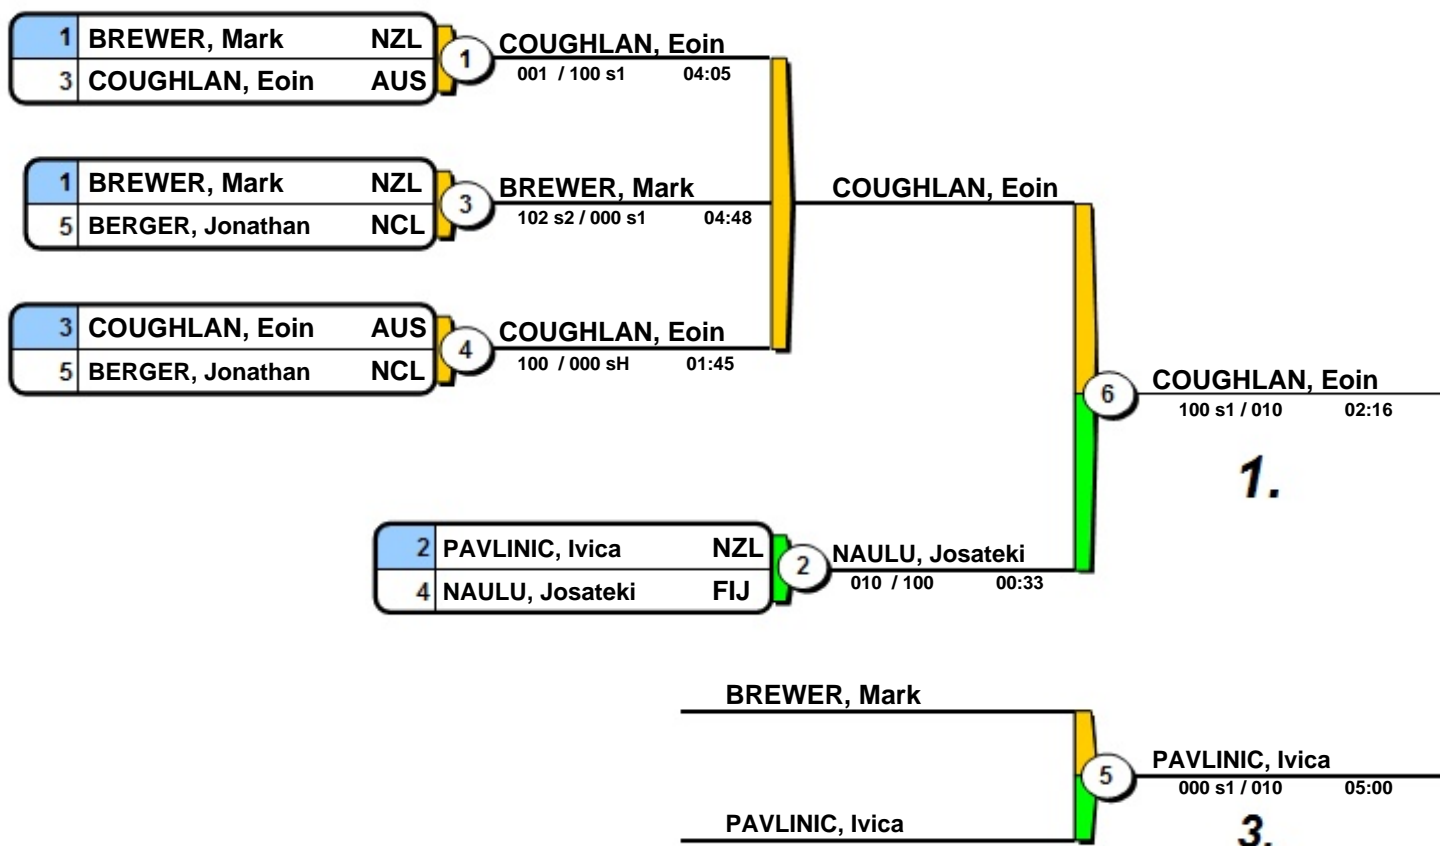 1 BREWER, Mark NZL
3 COUGHLAN, Eoin AUS
1
COUGHLAN, Eoin
001 / 100 s1 04:05
1 BREWER, Mark NZL
5 BERGER, Jonathan NCL
3
BREWER, Mark
102 s2 / 000 s1 04:48
COUGHLAN, Eoin
3 COUGHLAN, Eoin AUS
5 BERGER, Jonathan NCL
4
COUGHLAN, Eoin
100 / 000 sH 01:45
6
COUGHLAN, Eoin
100 s1 / 010 02:16
1.
2 PAVLINIC, Ivica NZL
4 NAULU, Josateki FIJ
2
NAULU, Josateki
010 / 100 00:33
BREWER, Mark
5
PAVLINIC, Ivica
000 s1 / 010 05:00
PAVLINIC, Ivica
3.